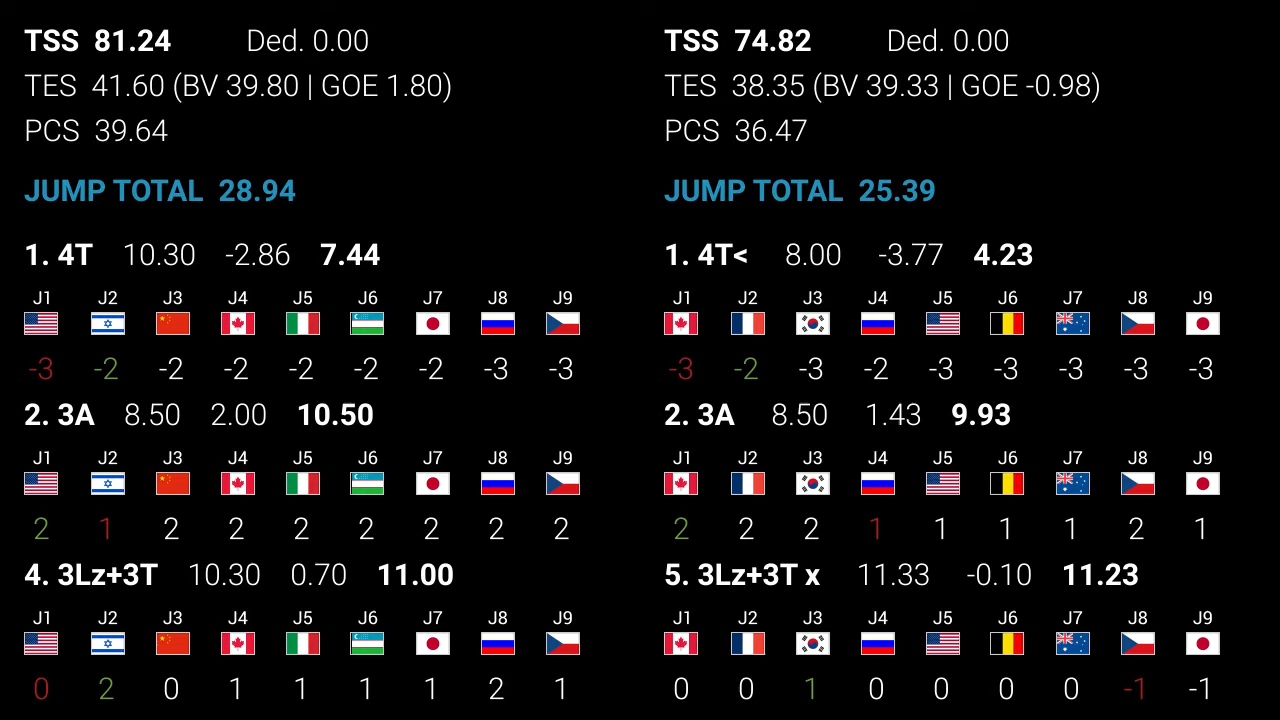 TSS 81.24 Ded. 0.00
TES 41.60 (BV 39.80 | GOE 1.80)
PCS 39.64
JUMP TOTAL 28.94
1. 4T 10.30 -2.86 7.44
J1 J2 J3 J4 J5 J6 J7 J8 J9
-3 -2 -2 -2 -2 -2 -2 -3 -3
2. 3A 8.50 2.00 10.50
J1 J2 J3 J4 J5 J6 J7 J8 J9
2 1 2 2 2 2 2 2 2
4. 3Lz+3T 10.30 0.70 11.00
J1 J2 J3 J4 J5 J6 J7 J8 J9
0 2 0 1 1 1 1 2 1
TSS 74.82 Ded. 0.00
TES 38.35 (BV 39.33 | GOE -0.98)
PCS 36.47
JUMP TOTAL 25.39
1. 4T< 8.00 -3.77 4.23
J1 J2 J3 J4 J5 J6 J7 J8 J9
-3 -2 -3 -2 -3 -3 -3 -3 -3
2. 3A 8.50 1.43 9.93
J1 J2 J3 J4 J5 J6 J7 J8 J9
2 2 2 1 1 1 1 2 1
5. 3Lz+3T x 11.33 -0.10 11.23
J1 J2 J3 J4 J5 J6 J7 J8 J9
0 0 1 0 0 0 0 -1 -1